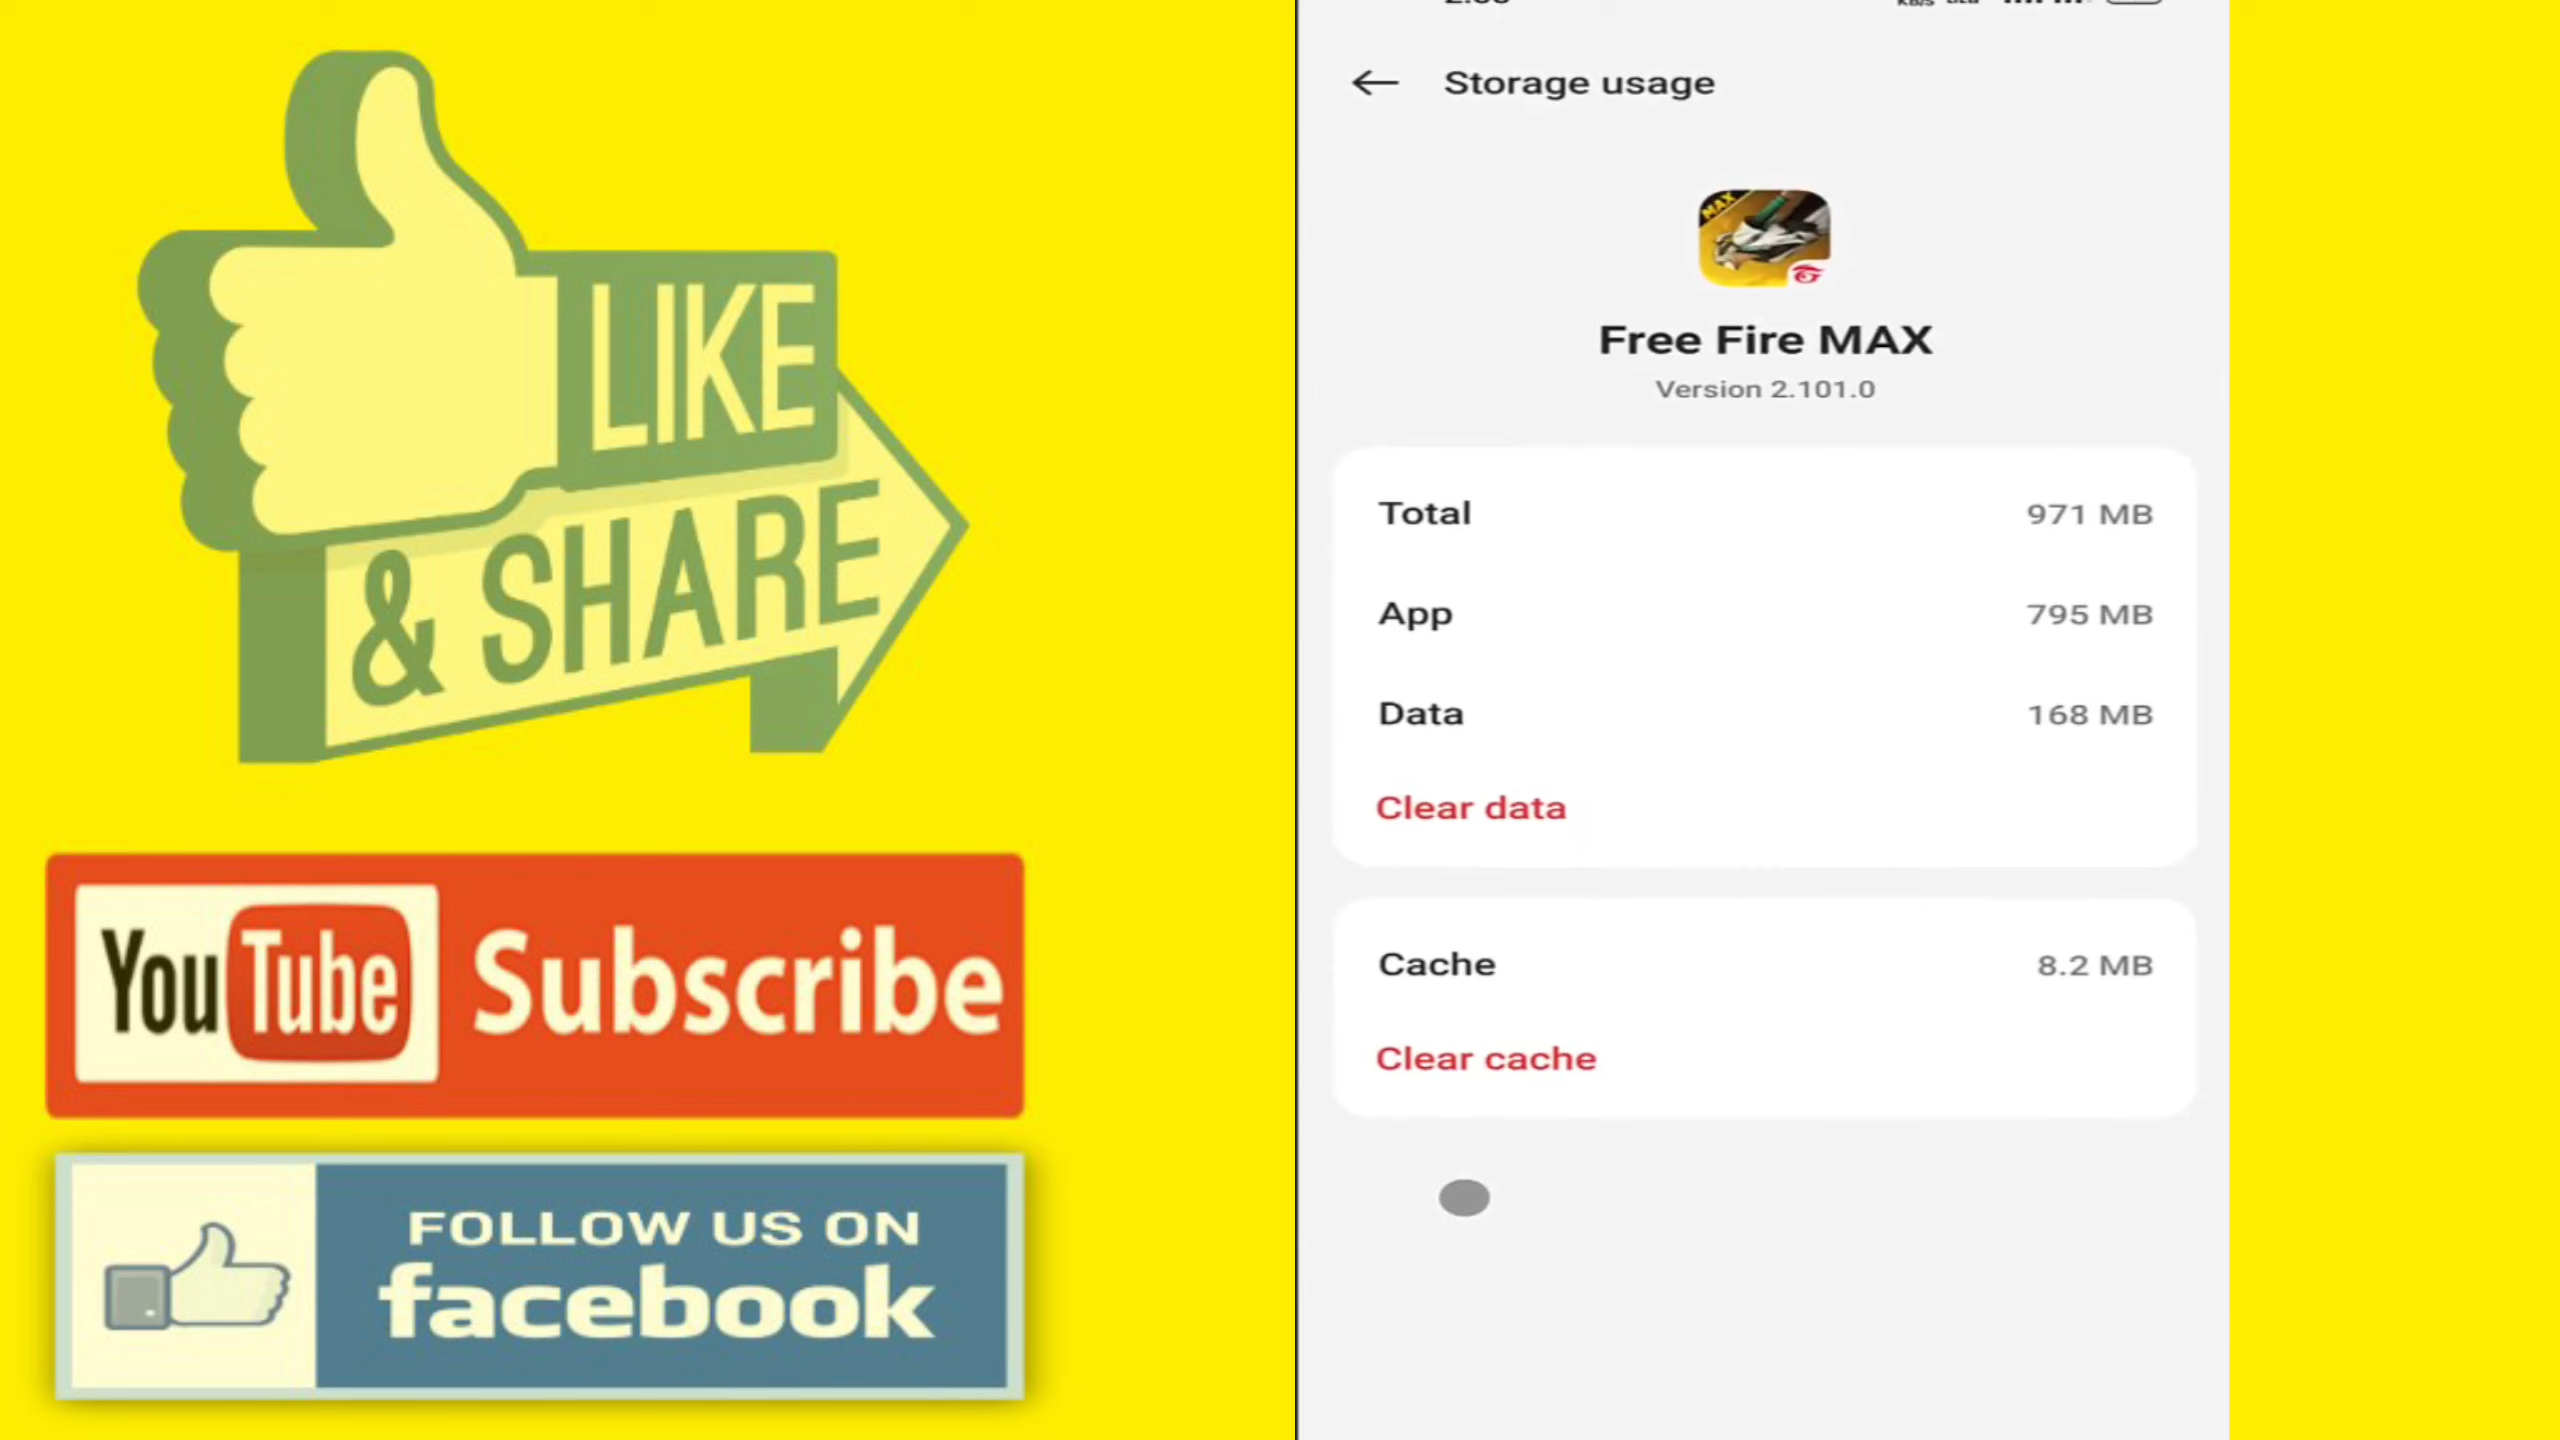 LIKE
& SHARE
YouTube Subscribe
FOLLOW US ON
facebook
Storage usage
MAX
Free Fire MAX
Version 2.101.0
Total 971 MB
App 795 MB
Data 168 MB
Clear data
Cache 8.2 MB
Clear cache